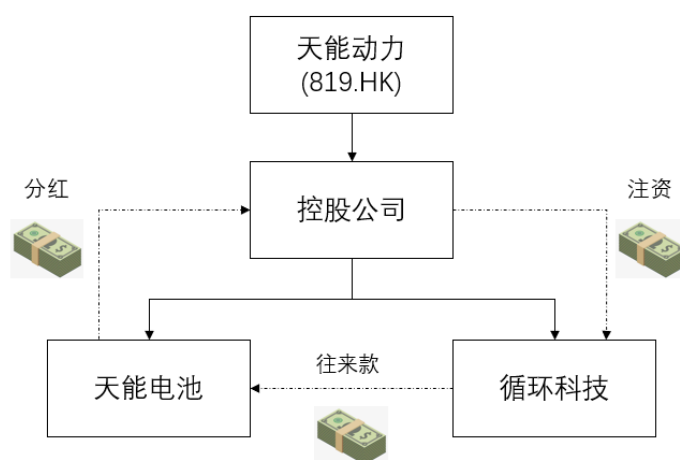 天能动力
(819.HK)
分红
控股公司
注资
往来款
天能电池
循环科技